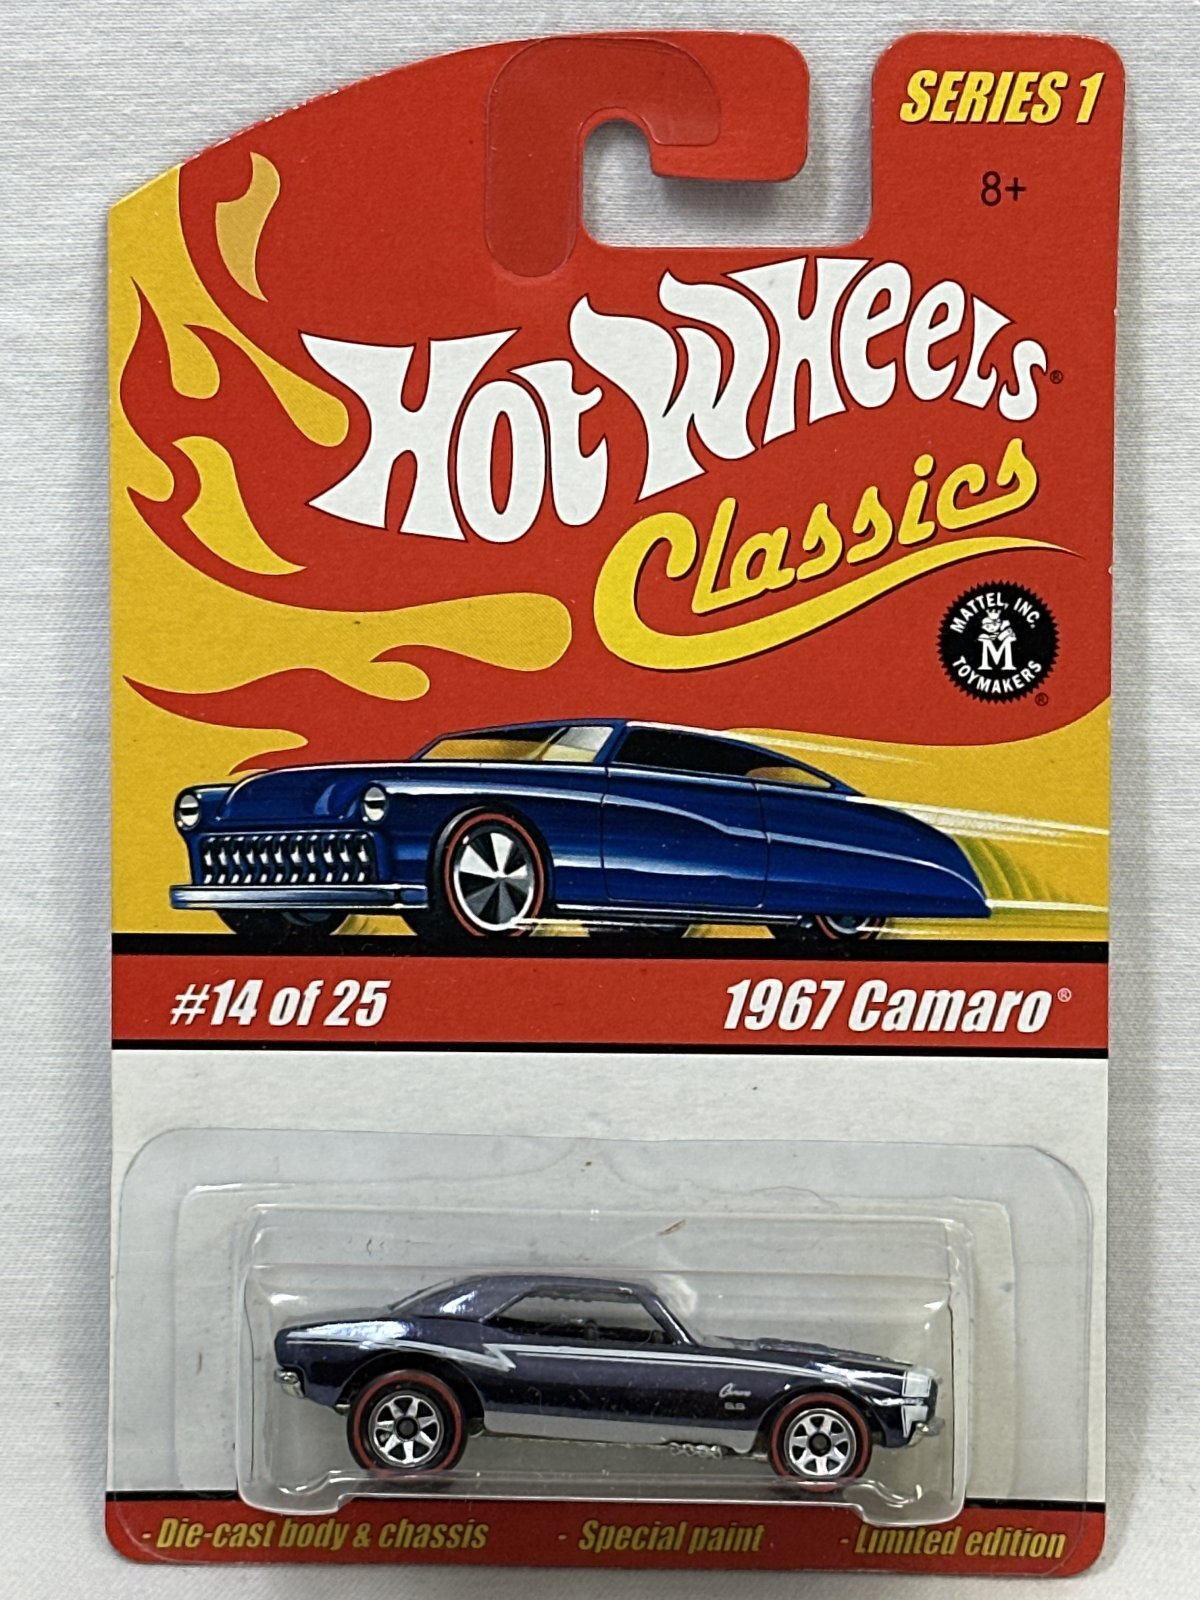 SERIES 1
8+
HOT WHEELS®
Classics
MATTEL, INC.
M
TOYMAKERS
®
#14 of 25
1967 Camaro®
Camaro
SS
- Die-cast body & chassis - Special paint - Limited edition